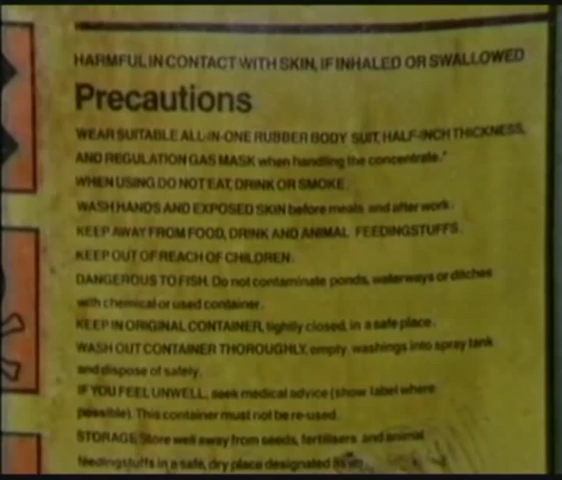 HARMFUL IN CONTACT WITH SKIN, IF INHALED OR SWALLOWED
Precautions
WEAR SUITABLE ALL-IN-ONE RUBBER BODY SUIT, HALF-INCH THICKNESS,
AND REGULATION GAS MASK when handling the concentrate.*
WHEN USING DO NOT EAT, DRINK OR SMOKE.
WASH HANDS AND EXPOSED SKIN before meals and after work.
KEEP AWAY FROM FOOD, DRINK AND ANIMAL FEEDINGSTUFFS.
KEEP OUT OF REACH OF CHILDREN.
DANGEROUS TO FISH. Do not contaminate ponds, waterways or ditches
with chemical or used container.
KEEP IN ORIGINAL CONTAINER, tightly closed, in a safe place.
WASH OUT CONTAINER THOROUGHLY, empty washings into spray tank
and dispose of safely.
IF YOU FEEL UNWELL, seek medical advice (show label where
possible). This container must not be re-used.
STORAGE Store well away from seeds, fertilisers and animal
feedingstuffs in a safe, dry place designated as an